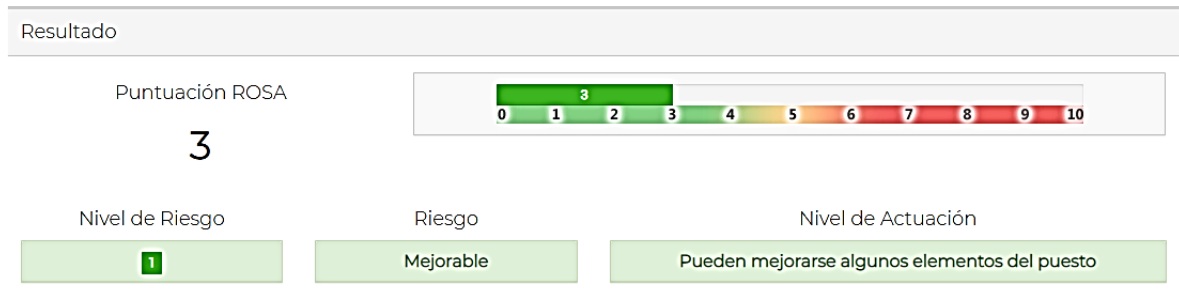 Resultado
Puntuación ROSA
3
3
0 1 2 3 4 5 6 7 8 9 10
Nivel de Riesgo
Riesgo
Nivel de Actuación
1
Mejorable
Pueden mejorarse algunos elementos del puesto